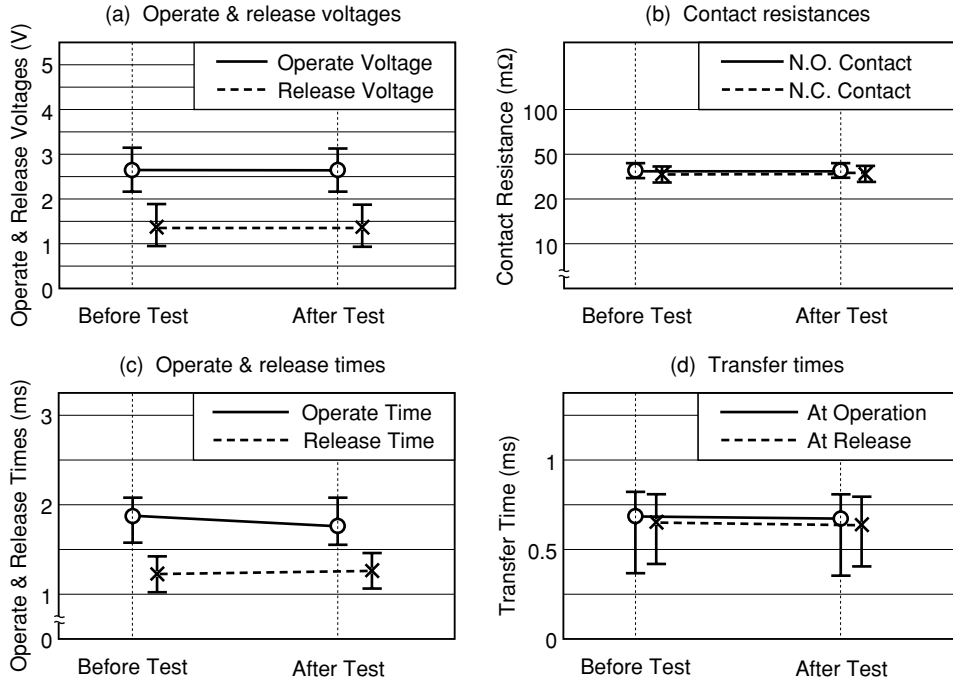 (a) Operate & release voltages
Operate & Release Voltages (V)
5
4
3
2
1
0
Operate Voltage
Release Voltage
Before Test
After Test
(b) Contact resistances
Contact Resistance (mΩ)
100
50
20
10
N.O. Contact
N.C. Contact
Before Test
After Test
(c) Operate & release times
Operate & Release Times (ms)
3
2
1
0
Operate Time
Release Time
Before Test
After Test
(d) Transfer times
Transfer Time (ms)
1
0.5
0
At Operation
At Release
Before Test
After Test